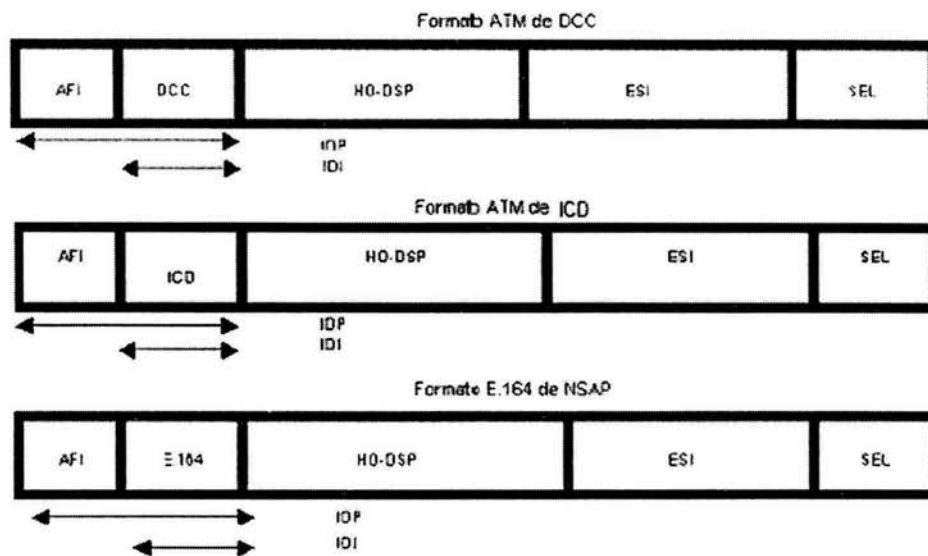 Formato ATM de DCC
AFI DCC HO-DSP ESI SEL
IDP
IDI
Formato ATM de ICD
AFI ICD HO-DSP ESI SEL
IDP
IDI
Formato E.164 de NSAP
AFI E.164 HO-DSP ESI SEL
IDP
IDI